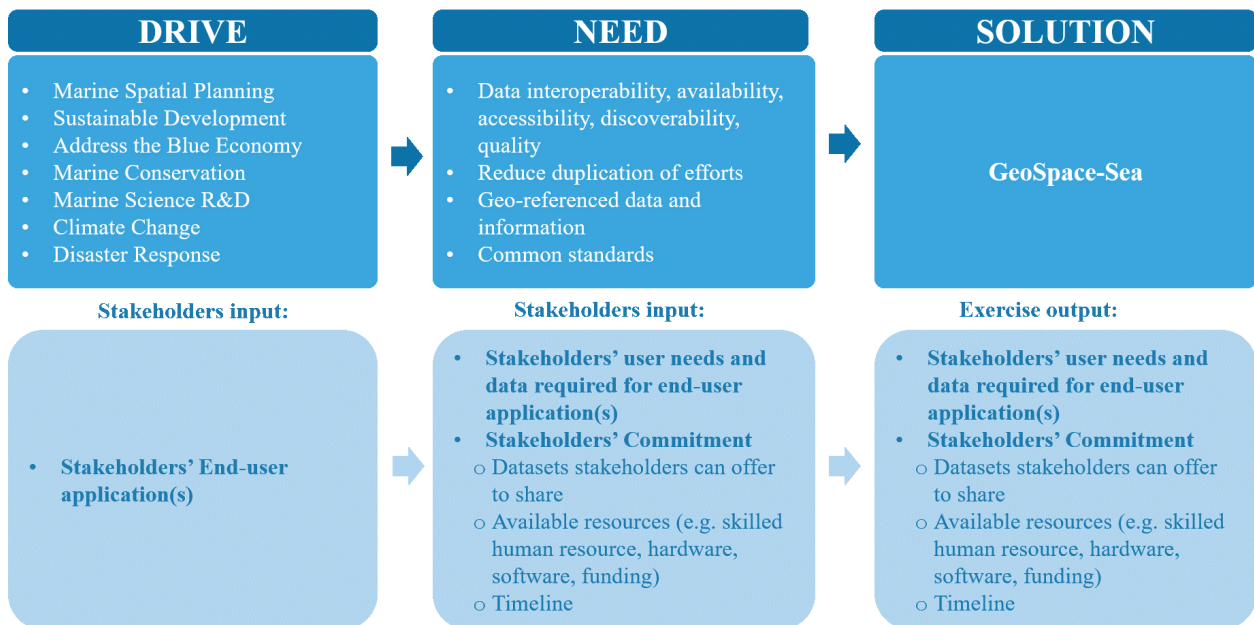 DRIVE
• Marine Spatial Planning
• Sustainable Development
• Address the Blue Economy
• Marine Conservation
• Marine Science R&D
• Climate Change
• Disaster Response
NEED
• Data interoperability, availability,
accessibility, discoverability,
quality
• Reduce duplication of efforts
• Geo-referenced data and
information
• Common standards
SOLUTION
GeoSpace-Sea
Stakeholders input:
• Stakeholders’ End-user
application(s)
Stakeholders input:
• Stakeholders’ user needs and
data required for end-user
application(s)
• Stakeholders’ Commitment
o Datasets stakeholders can offer
to share
o Available resources (e.g. skilled
human resource, hardware,
software, funding)
o Timeline
Exercise output:
• Stakeholders’ user needs and
data required for end-user
application(s)
• Stakeholders’ Commitment
o Datasets stakeholders can offer
to share
o Available resources (e.g. skilled
human resource, hardware,
software, funding)
o Timeline